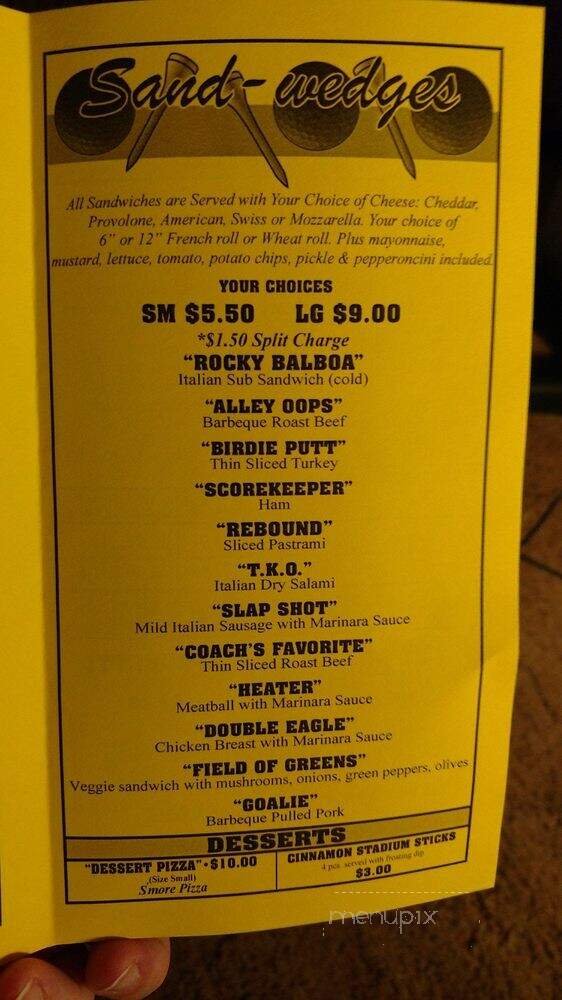 Sand-wedges
All Sandwiches are Served with Your Choice of Cheese: Cheddar,
Provolone, American, Swiss or Mozzarella. Your choice of
6" or 12" French roll or Wheat roll. Plus mayonnaise,
mustard, lettuce, tomato, potato chips, pickle & pepperoncini included.
YOUR CHOICES
SM $5.50 LG $9.00
*$1.50 Split Charge
"ROCKY BALBOA"
Italian Sub Sandwich (cold)
"ALLEY OOPS"
Barbeque Roast Beef
"BIRDIE PUTT"
Thin Sliced Turkey
"SCOREKEEPER"
Ham
"REBOUND"
Sliced Pastrami
"T.K.O."
Italian Dry Salami
"SLAP SHOT"
Mild Italian Sausage with Marinara Sauce
"COACH'S FAVORITE"
Thin Sliced Roast Beef
"HEATER"
Meatball with Marinara Sauce
"DOUBLE EAGLE"
Chicken Breast with Marinara Sauce
"FIELD OF GREENS"
Veggie sandwich with mushrooms, onions, green peppers, olives
"GOALIE"
Barbeque Pulled Pork
DESSERTS
"DESSERT PIZZA"·$10.00
(Size Small)
S'more Pizza
CINNAMON STADIUM STICKS
4 pcs. served with frosting dip
$3.00
menupix